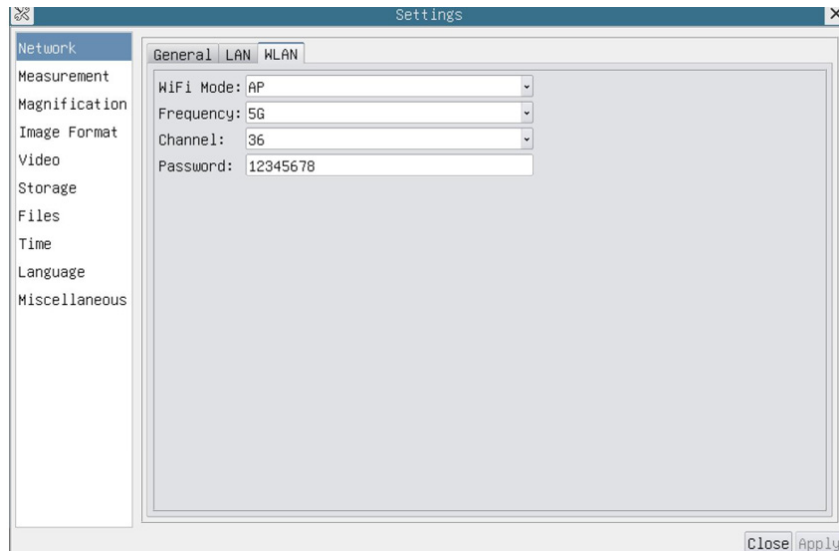 Settings
Network
Measurement
Magnification
Image Format
Video
Storage
Files
Time
Language
Miscellaneous
General LAN WLAN
WiFi Mode: AP
Frequency: 5G
Channel: 36
Password: 12345678
Close Apply